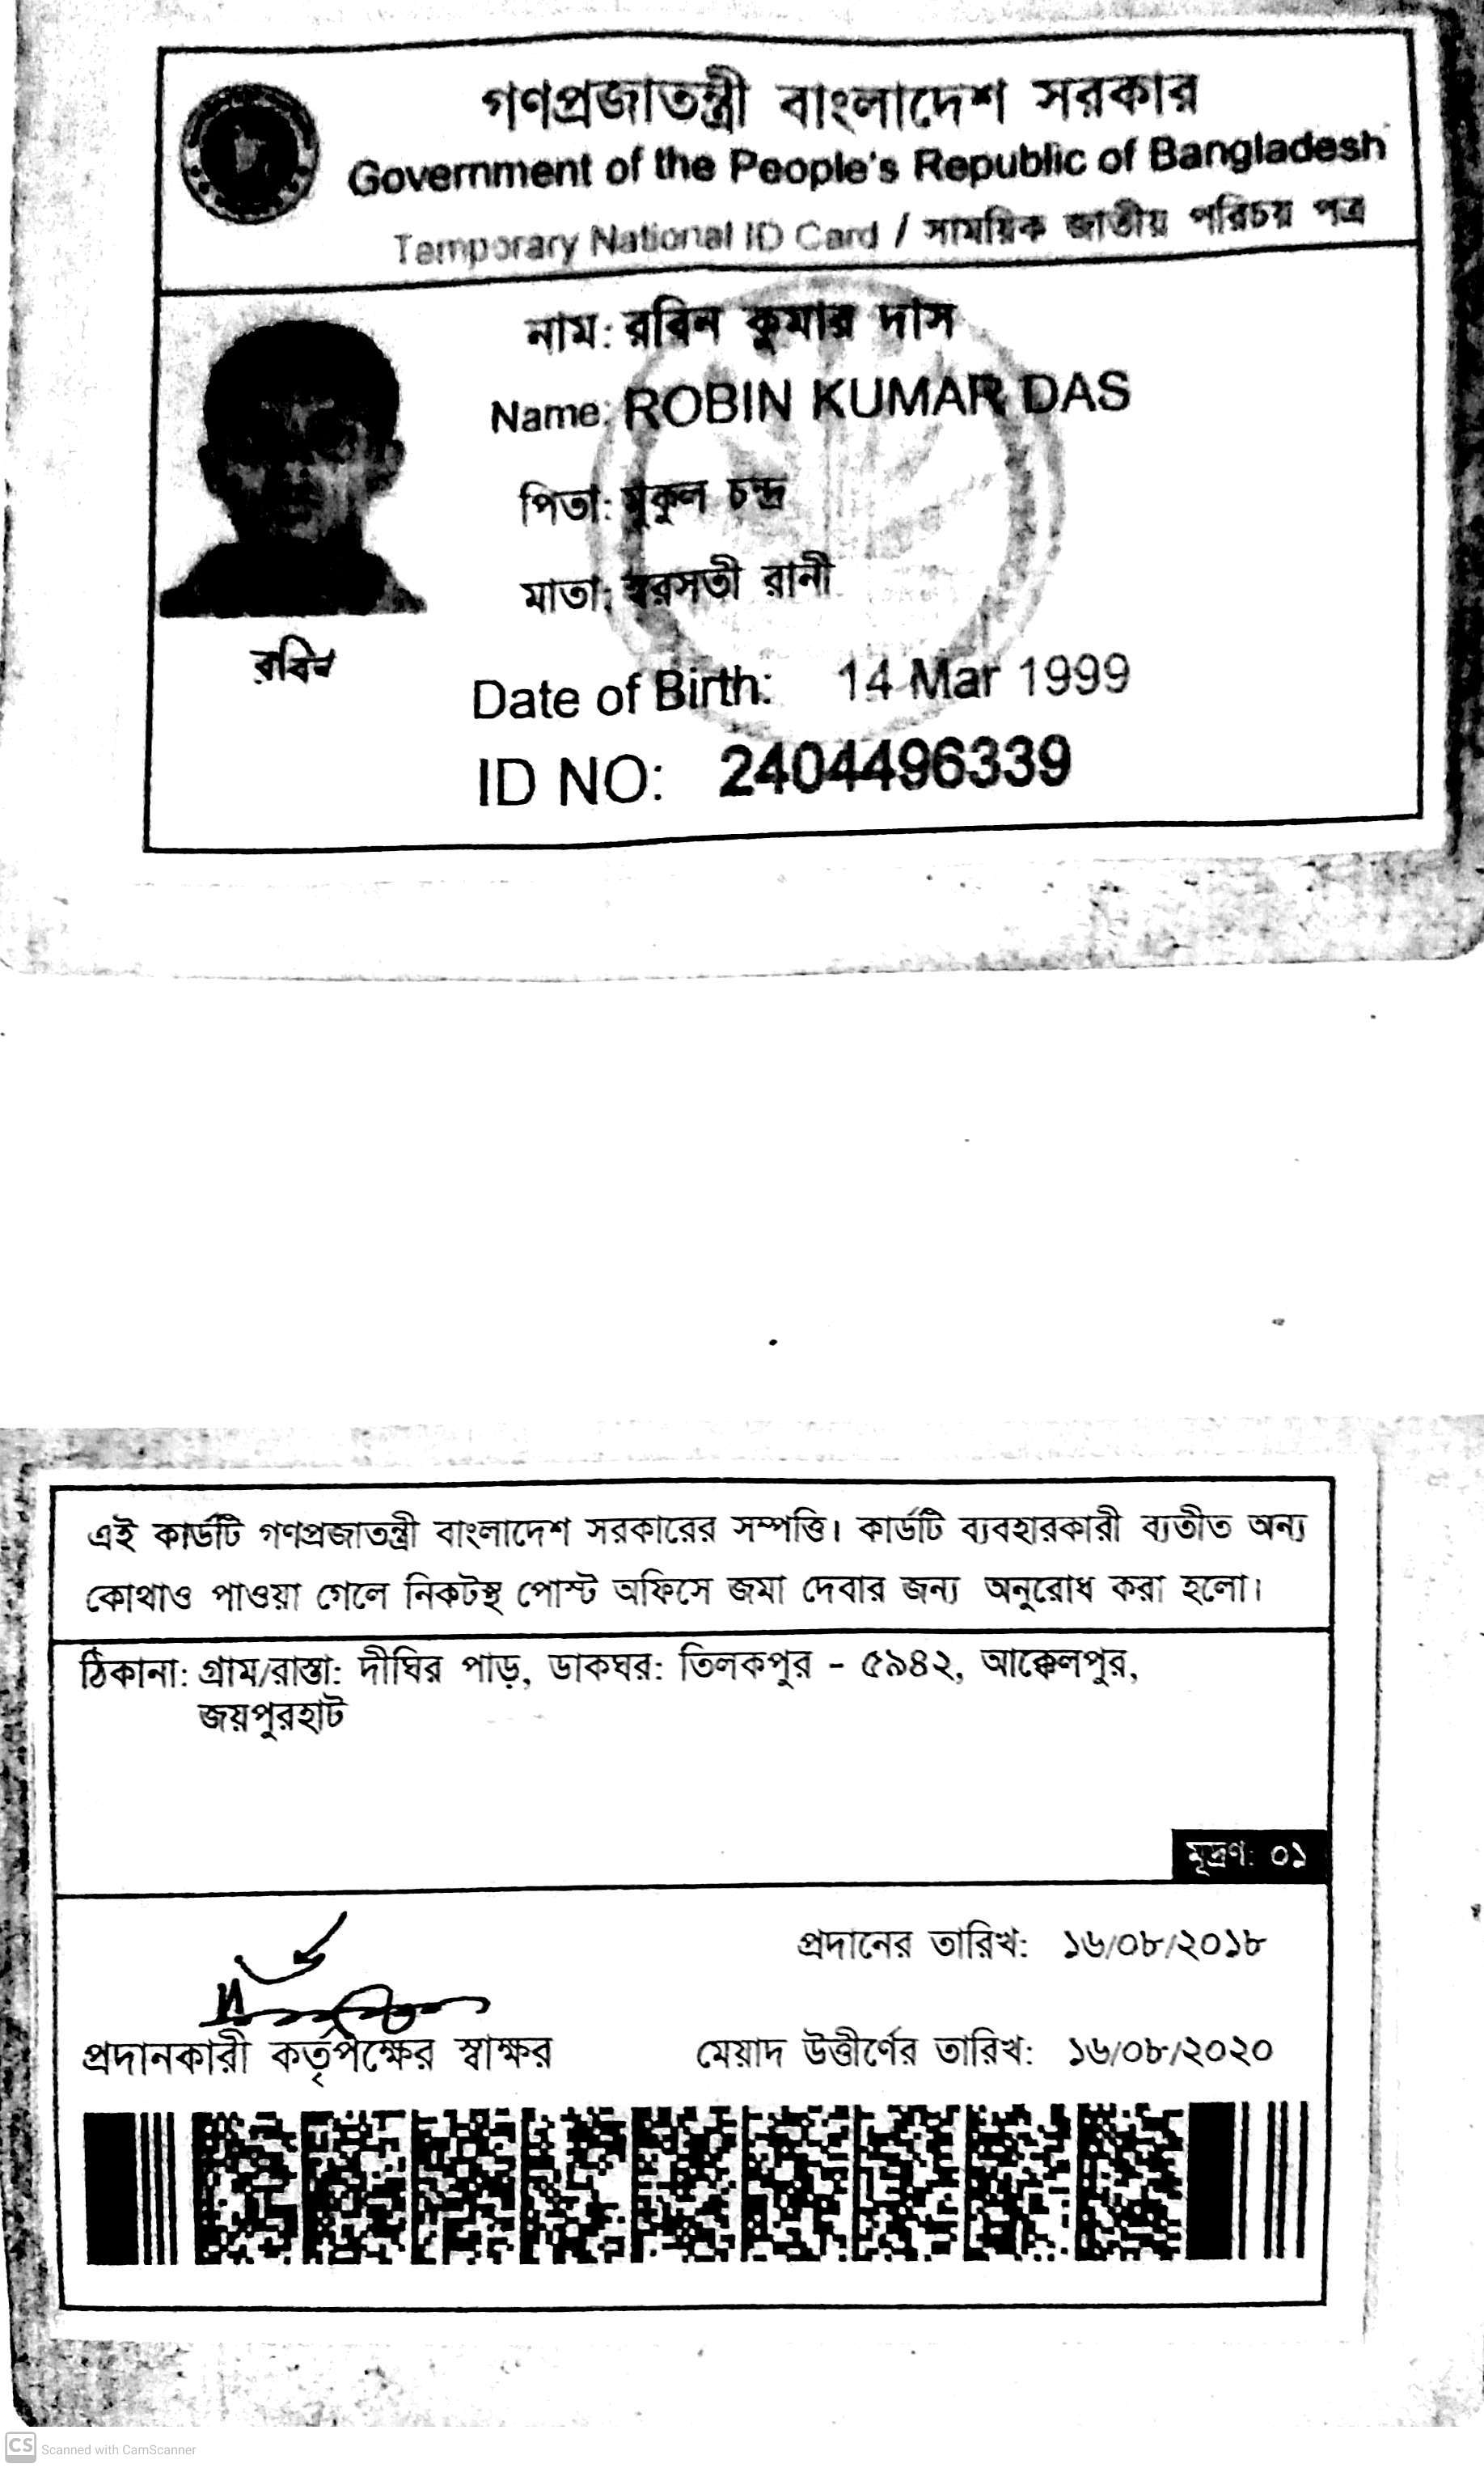 গণপ্রজাতন্ত্রী বাংলাদেশ সরকার
Government of the People's Republic of Bangladesh
Temporary National ID Card / সাময়িক জাতীয় পরিচয় পত্র
নাম: রবিন কুমার দাস
Name: ROBIN KUMAR DAS
পিতা: মুকুল চন্দ্র
মাতা: স্বরসতী রানী
রবিন
Date of Birth: 14 Mar 1999
ID NO: 2404496339
এই কার্ডটি গণপ্রজাতন্ত্রী বাংলাদেশ সরকারের সম্পত্তি। কার্ডটি ব্যবহারকারী ব্যতীত অন্য
কোথাও পাওয়া গেলে নিকটস্থ পোস্ট অফিসে জমা দেবার জন্য অনুরোধ করা হলো।
ঠিকানা: গ্রাম/রাস্তা: দীঘির পাড়, ডাকঘর: তিলকপুর - ৫৯৪২, আক্কেলপুর,
জয়পুরহাট
মূদ্রণ: ০১
প্রদানের তারিখ: ১৬/০৮/২০১৮
প্রদানকারী কর্তৃপক্ষের স্বাক্ষর মেয়াদ উত্তীর্ণের তারিখ: ১৬/০৮/২০২০
CS Scanned with CamScanner